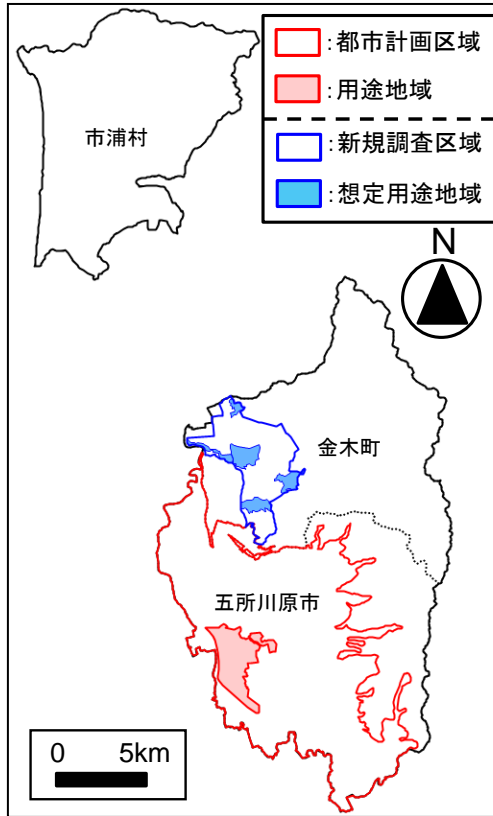 :都市計画区域
:用途地域
:新規調査区域
:想定用途地域
市浦村
N
金木町
五所川原市
0 5km